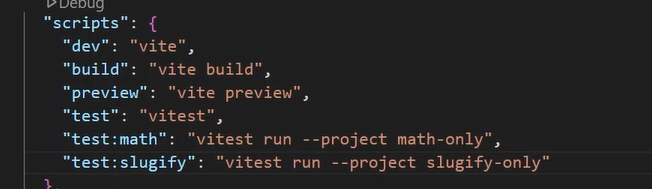 Debug
"scripts": {
"dev": "vite",
"build": "vite build",
"preview": "vite preview",
"test": "vitest",
"test:math": "vitest run --project math-only",
"test:slugify": "vitest run --project slugify-only"
},